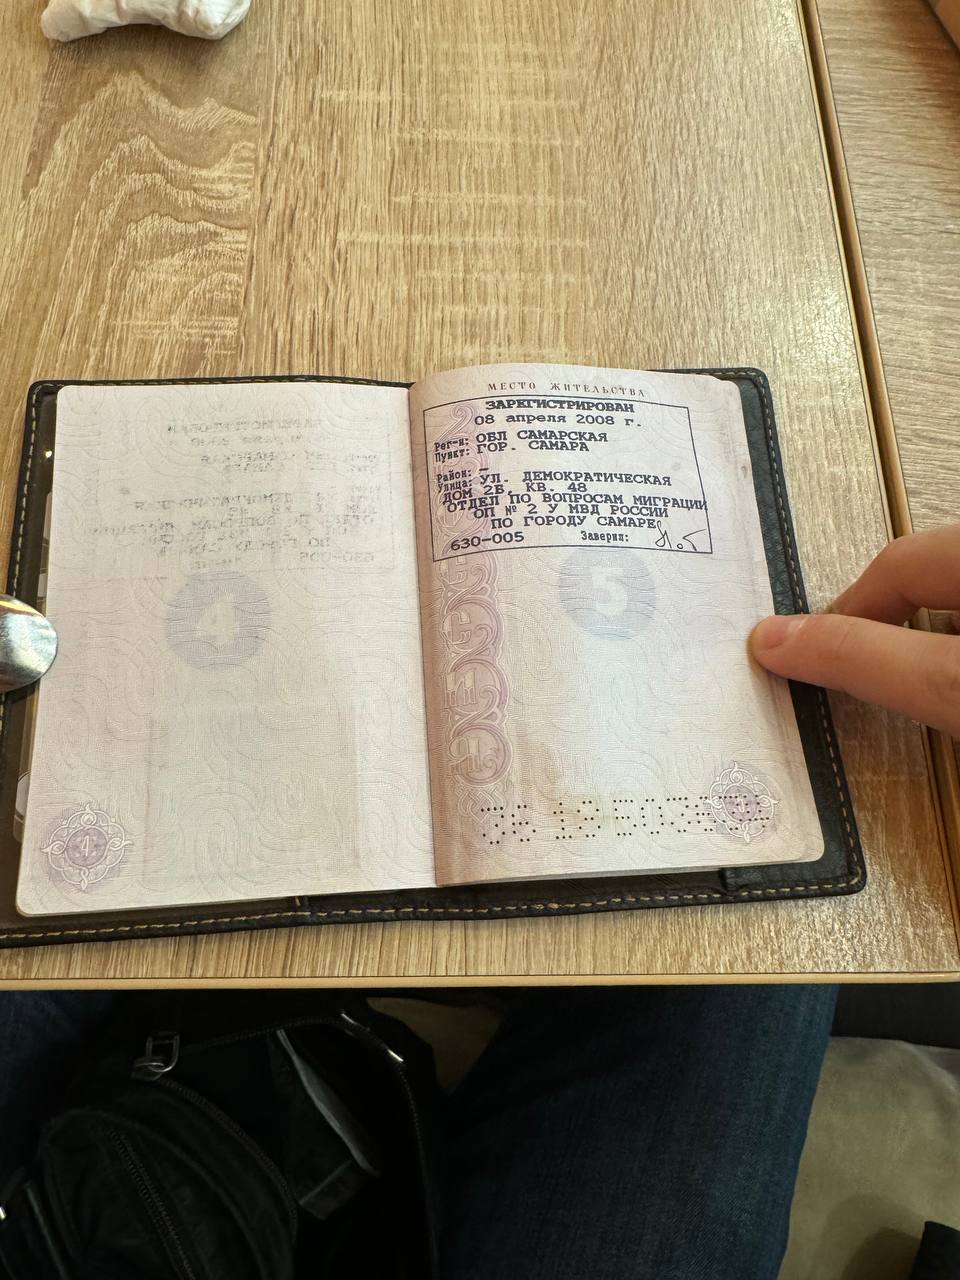 МЕСТО ЖИТЕЛЬСТВА
ЗАРЕГИСТРИРОВАН
08 апреля 2008 г.
Рег-н: ОБЛ САМАРСКАЯ
Пункт: ГОР. САМАРА
Район: –
Улица: УЛ. ДЕМОКРАТИЧЕСКАЯ
ДОМ 2Б, КВ. 48
ОТДЕЛ ПО ВОПРОСАМ МИГРАЦИИ
ОП № 2 У МВД РОССИИ
ПО ГОРОДУ САМАРЕ
630-005 Заверил:
4
5
4